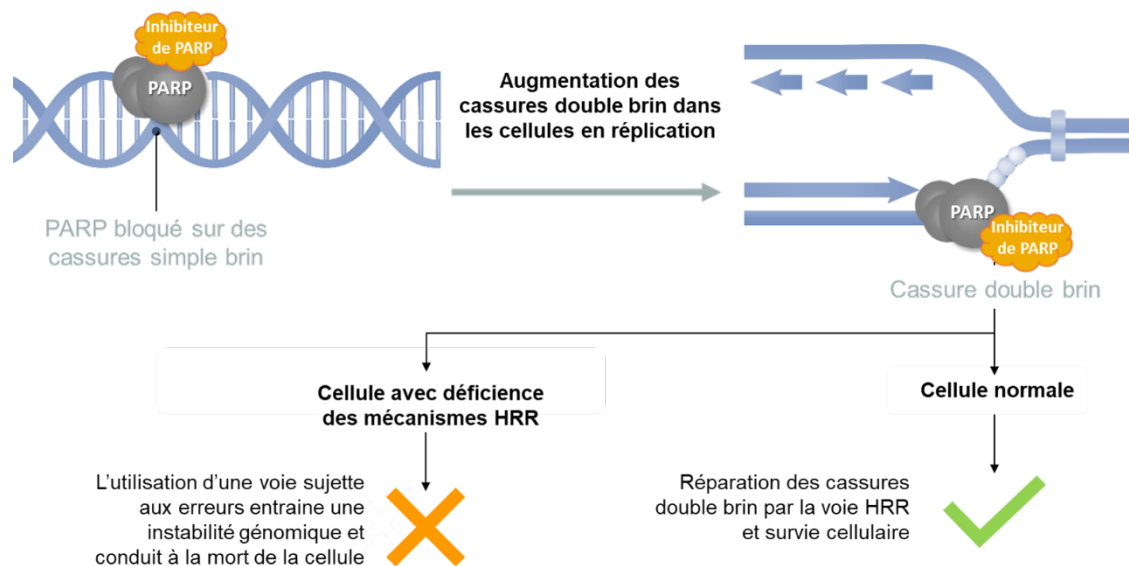 Inhibiteur
de PARP
PARP
PARP bloqué sur des
cassures simple brin
Augmentation des
cassures double brin dans
les cellules en réplication
PARP
Inhibiteur
de PARP
Cassure double brin
Cellule avec déficience
des mécanismes HRR
Cellule normale
L’utilisation d’une voie sujette
aux erreurs entraine une
instabilité génomique et
conduit à la mort de la cellule
Réparation des cassures
double brin par la voie HRR
et survie cellulaire